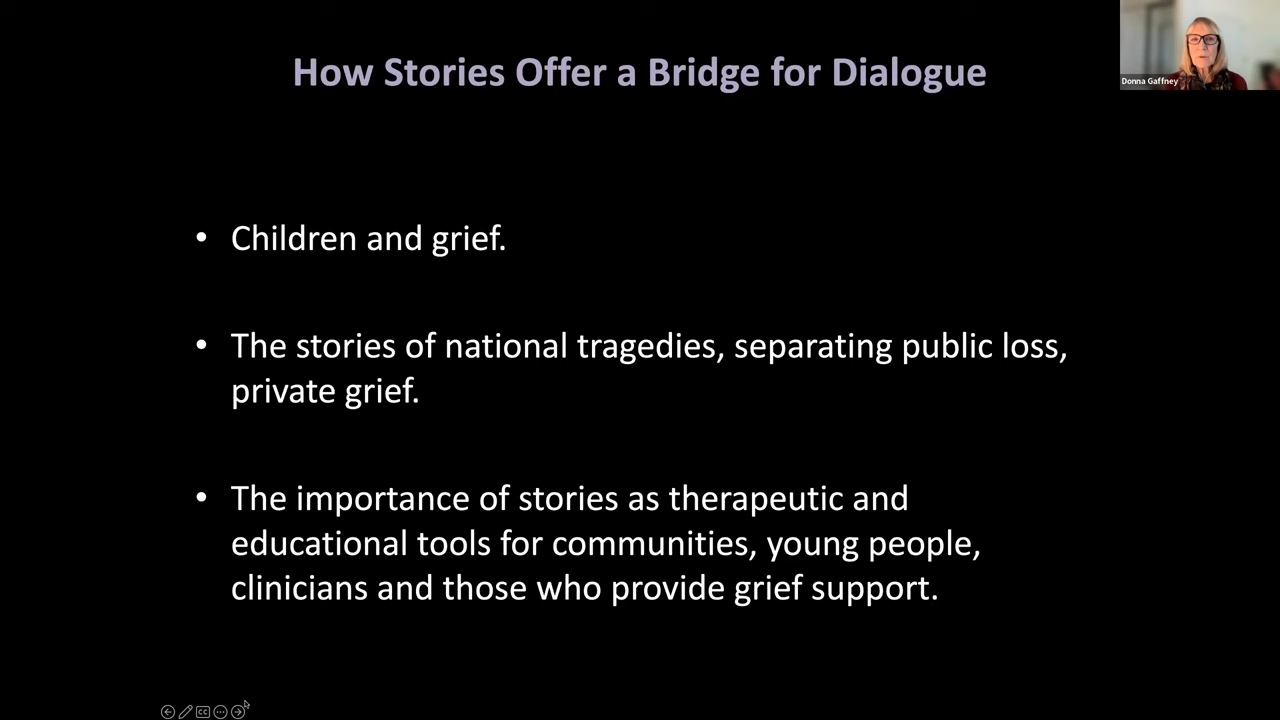 How Stories Offer a Bridge for Dialogue
Donna Gaffney
• Children and grief.
• The stories of national tragedies, separating public loss,
private grief.
• The importance of stories as therapeutic and
educational tools for communities, young people,
clinicians and those who provide grief support.
CC